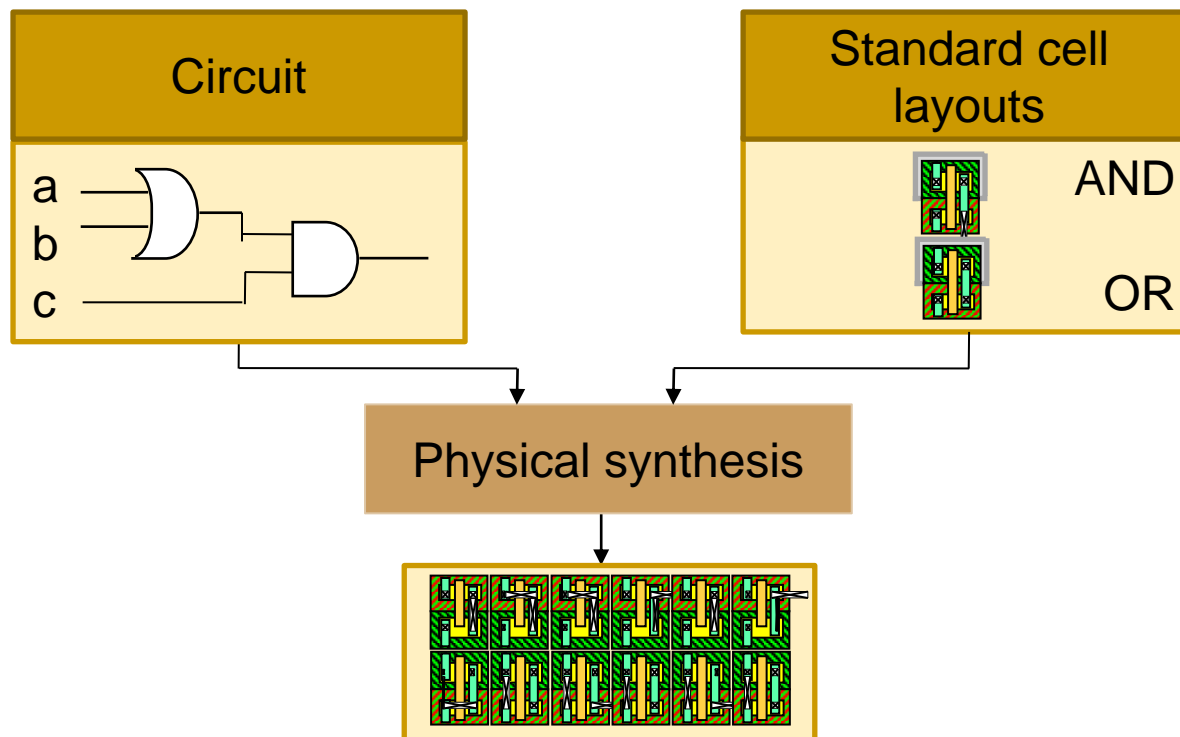 Circuit
Standard cell
layouts
a
b
c
AND
OR
Physical synthesis